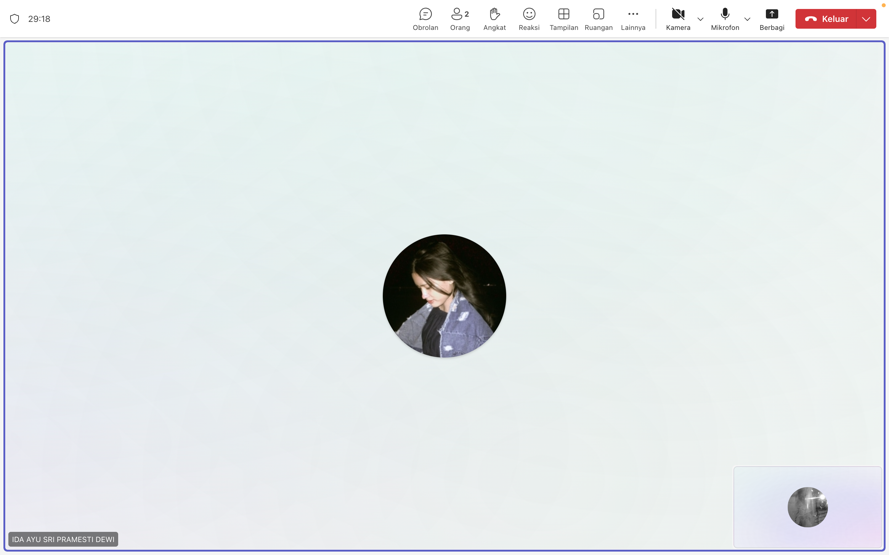 29:18
Obrolan
Orang 2
Angkat
Reaksi
Tampilan
Ruangan
Lainnya
Kamera
Mikrofon
Berbagi
Keluar
IDA AYU SRI PRAMESTI DEWI